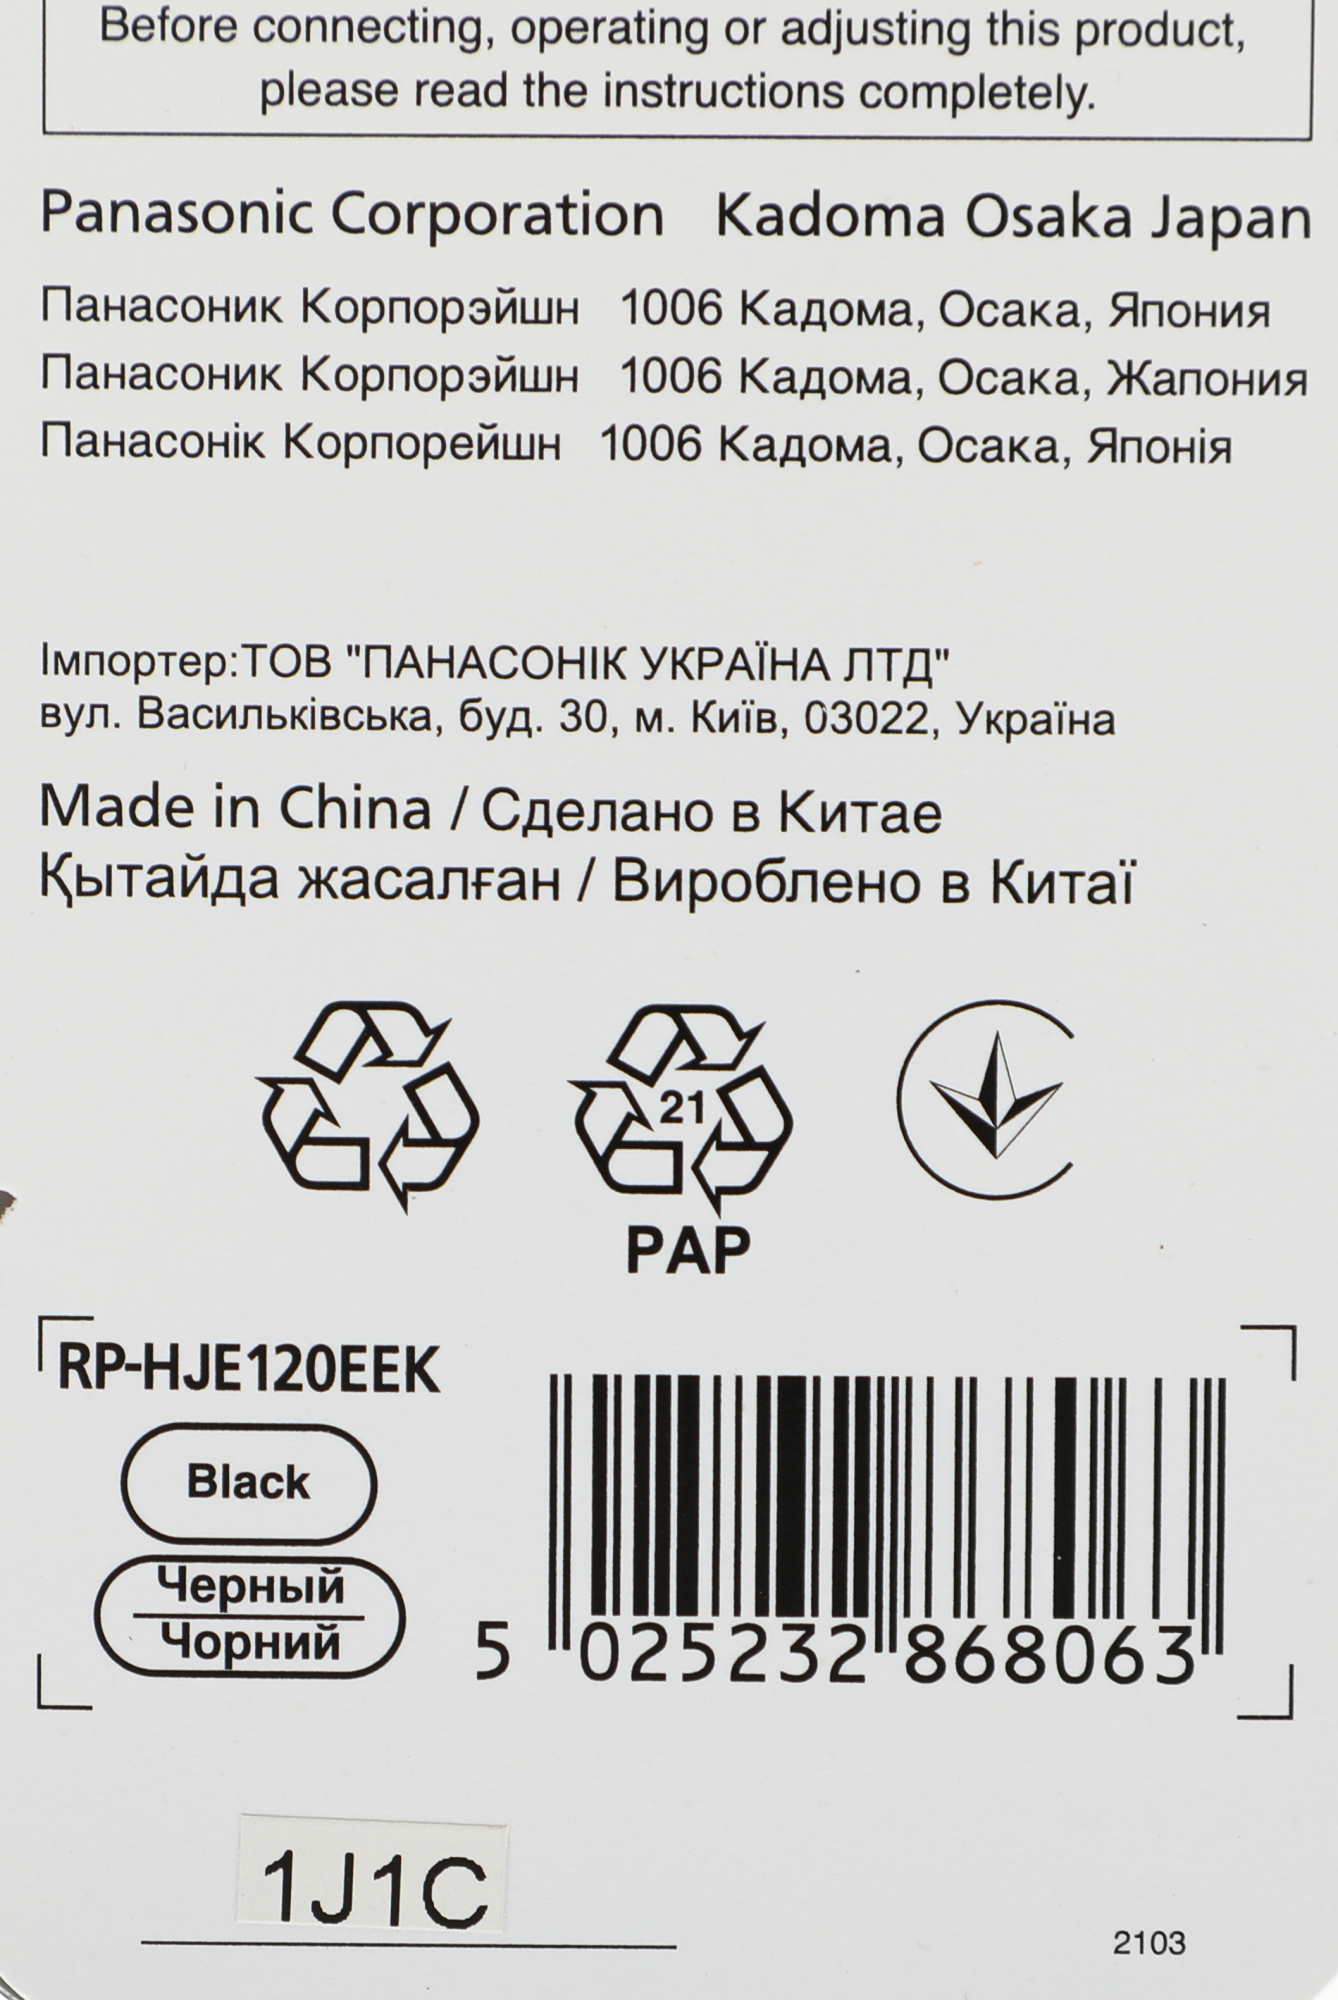 Before connecting, operating or adjusting this product,
please read the instructions completely.
Panasonic Corporation Kadoma Osaka Japan
Панасоник Корпорэйшн 1006 Кадома, Осака, Япония
Панасоник Корпорэйшн 1006 Кадома, Осака, Жапония
Панасонік Корпорейшн 1006 Кадома, Осака, Японія
Імпортер:ТОВ "ПАНАСОНІК УКРАЇНА ЛТД"
вул. Васильківська, буд. 30, м. Київ, 03022, Україна
Made in China / Сделано в Китае
Қытайда жасалған / Вироблено в Китаї
21
PAP
RP-HJE120EEK
Black
Черный
Чорний
5 025232 868063
1J1C
2103